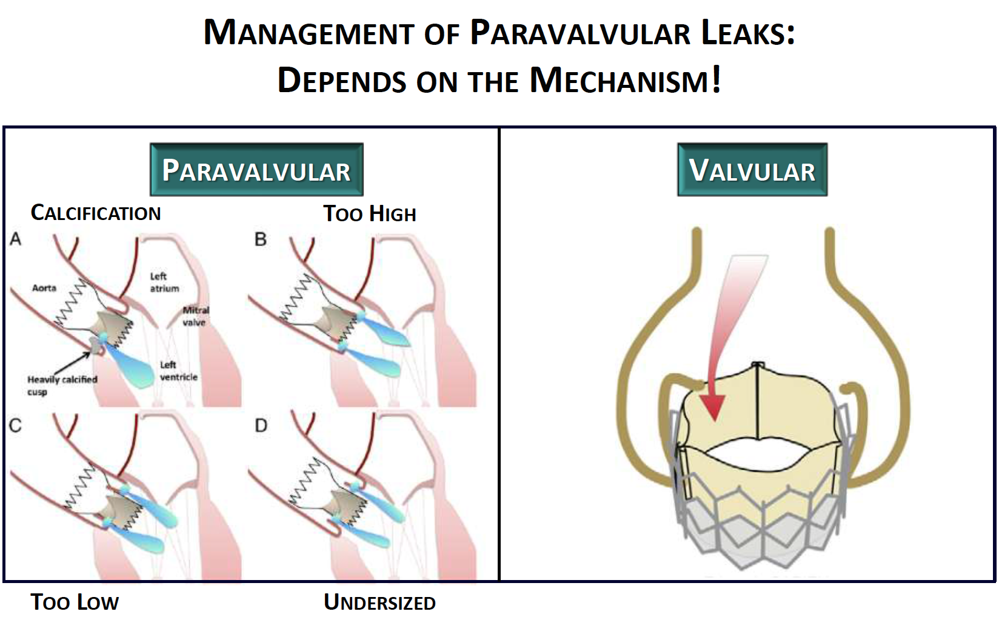 MANAGEMENT OF PARAVALVULAR LEAKS:
DEPENDS ON THE MECHANISM!
PARAVALVULAR
CALCIFICATION
TOO HIGH
A
Aorta
Left
atrium
Mitral
valve
Left
ventricle
Heavily calcified
cusp
B
C
D
TOO LOW
UNDERSIZED
VALVULAR